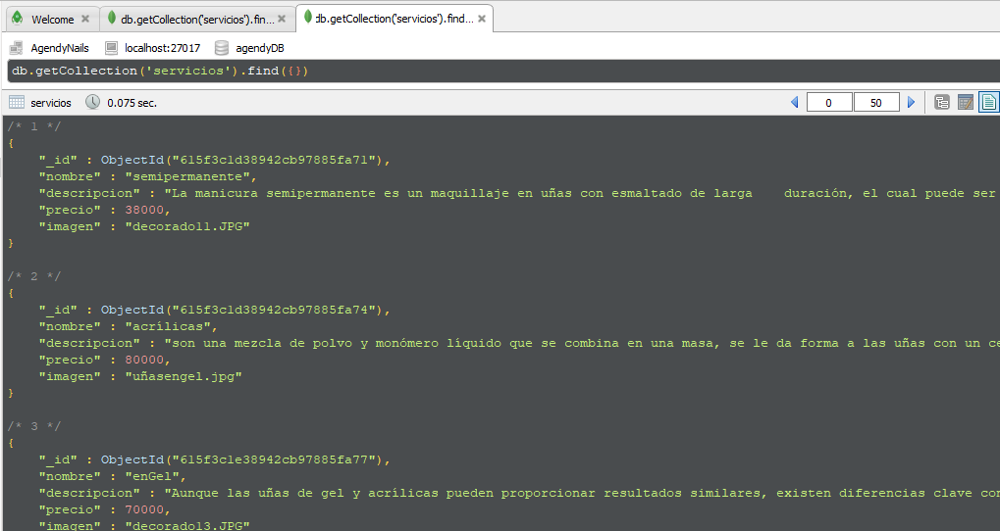 Welcome db.getCollection('servicios').fin... db.getCollection('servicios').find...
AgendyNails localhost:27017 agendyDB
db.getCollection('servicios').find({})
servicios 0.075 sec. 0 50
/* 1 */
{
"_id" : ObjectId("615f3c1d38942cb97885fa71"),
"nombre" : "semipermanente",
"descripcion" : "La manicura semipermanente es un maquillaje en uñas con esmaltado de larga    duración, el cual puede ser
"precio" : 38000,
"imagen" : "decorado11.JPG"
}
/* 2 */
{
"_id" : ObjectId("615f3c1d38942cb97885fa74"),
"nombre" : "acrílicas",
"descripcion" : "son una mezcla de polvo y monómero líquido que se combina en una masa, se le da forma a las uñas con un ce
"precio" : 80000,
"imagen" : "uñasengel.jpg"
}
/* 3 */
{
"_id" : ObjectId("615f3c1e38942cb97885fa77"),
"nombre" : "enGel",
"descripcion" : "Aunque las uñas de gel y acrílicas pueden proporcionar resultados similares, existen diferencias clave con
"precio" : 70000,
"imagen" : "decorado13.JPG"